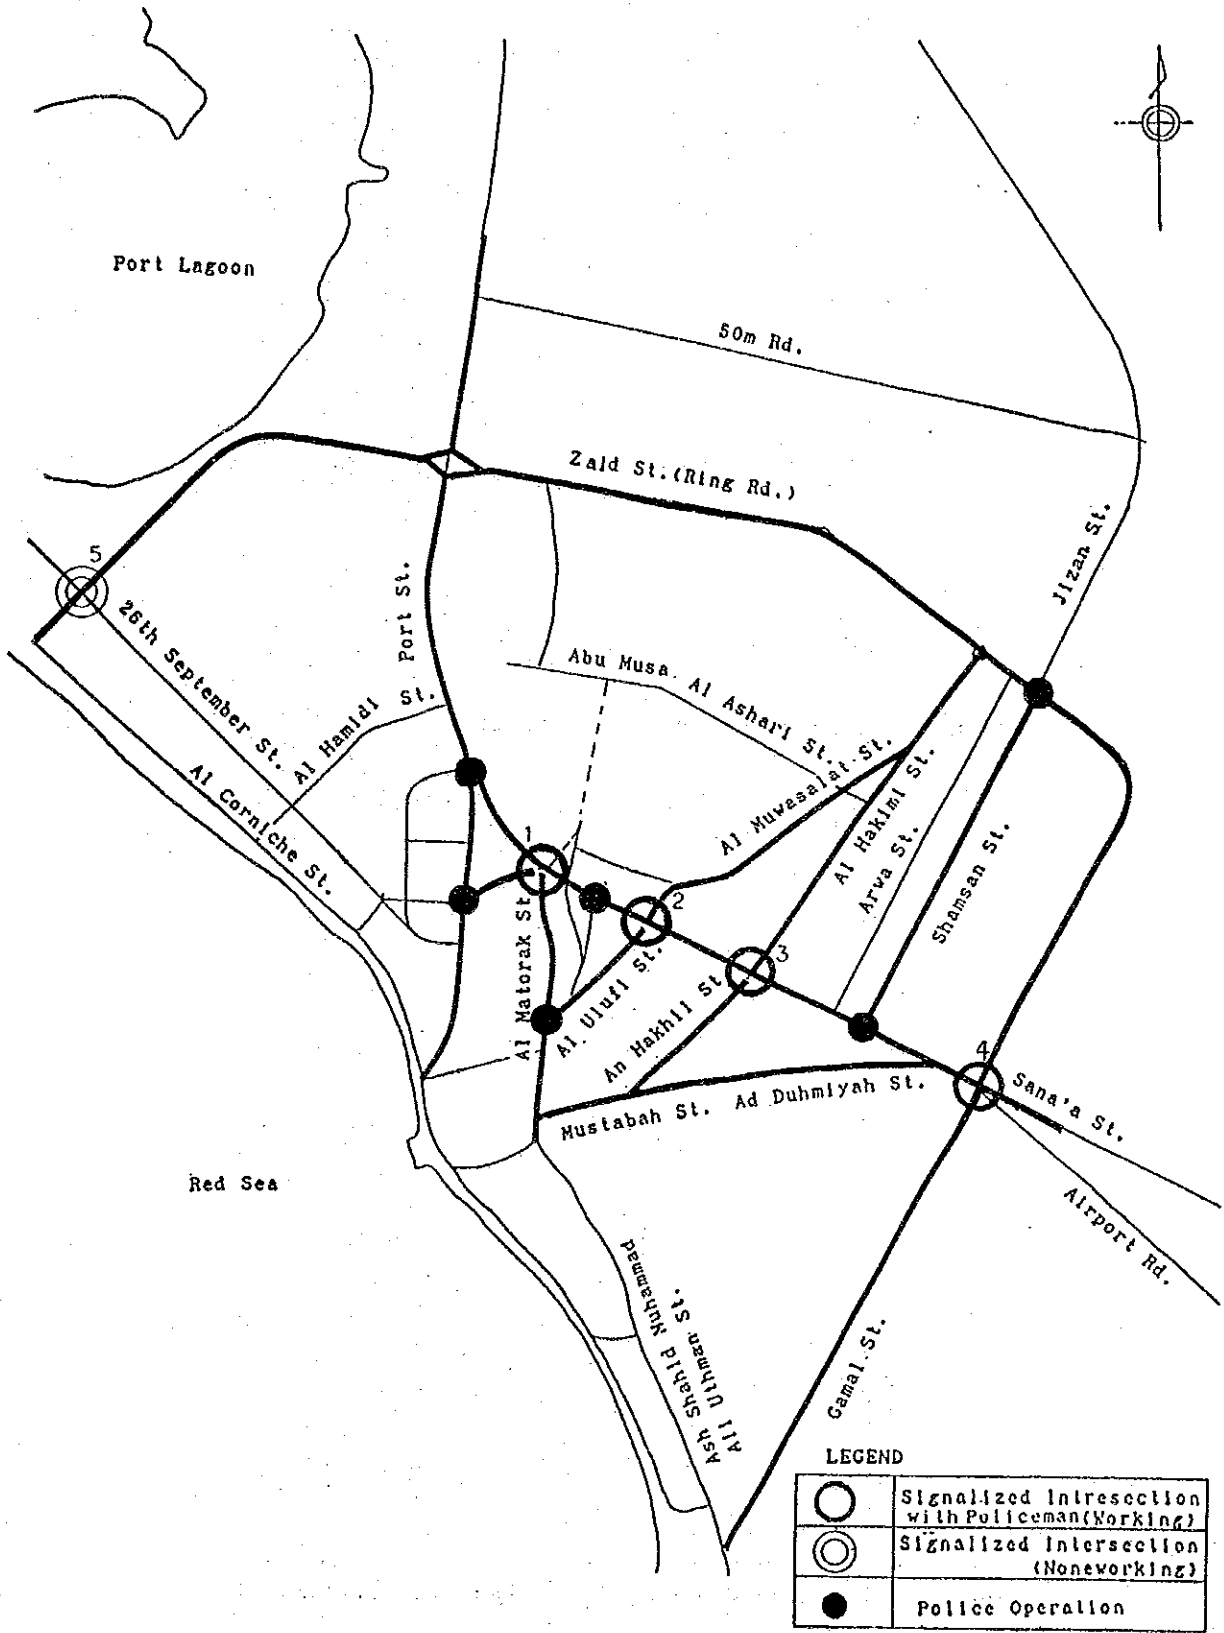 Port Lagoon
50m Rd.
Zaid St.(Ring Rd.)
Jizan St.
5
26th September St.
Port St.
Al Hamidi St.
Abu Musa Al Ashari St.
Al Corniche St.
Al Muwasalat St.
Al Hakimi St.
Arwa St.
Shamsan St.
1
2
3
Al Matorak St.
Al Ulufi St.
An Hakhil St.
4
Sana'a St.
Mustabah St. Ad Duhmiyah St.
Airport Rd.
Red Sea
Ash Shahid Muhammad
Ali Uthman St.
Gamal St.
LEGEND
Signalized Intresection
with Policeman(Working)
Signalized Intersection
(Noneworking)
Police Operation